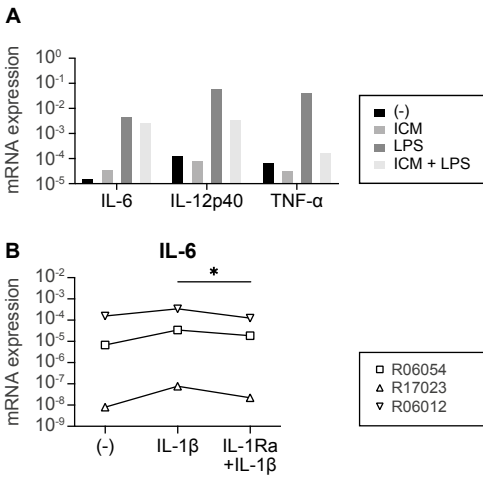 A
mRNA expression
10⁰
10⁻¹
10⁻²
10⁻³
10⁻⁴
10⁻⁵
IL-6 IL-12p40 TNF-α
(-)
ICM
LPS
ICM + LPS
B
IL-6
mRNA expression
10⁻²
10⁻³
10⁻⁴
10⁻⁵
10⁻⁶
10⁻⁷
10⁻⁸
10⁻⁹
*
(-) IL-1β IL-1Ra
+IL-1β
R06054
R17023
R06012